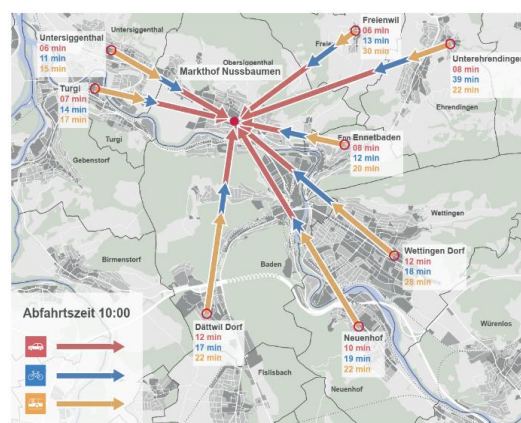 Untersiggenthal
Freienwil
06 min
13 min
30 min
Untersiggenthal
06 min
11 min
15 min
Obersiggenthal
Markthof Nussbaumen
Unterehrendingen
08 min
39 min
22 min
Ehrendingen
Turgi
07 min
14 min
17 min
Turgi
Gebenstorf
Ennetbaden
08 min
12 min
20 min
Wettingen
Birmenstorf
Baden
Wettingen Dorf
12 min
18 min
28 min
Abfahrtszeit 10:00
Dättwil Dorf
12 min
17 min
22 min
Neuenhof
10 min
19 min
22 min
Würenlos
Fislisbach
Neuenhof